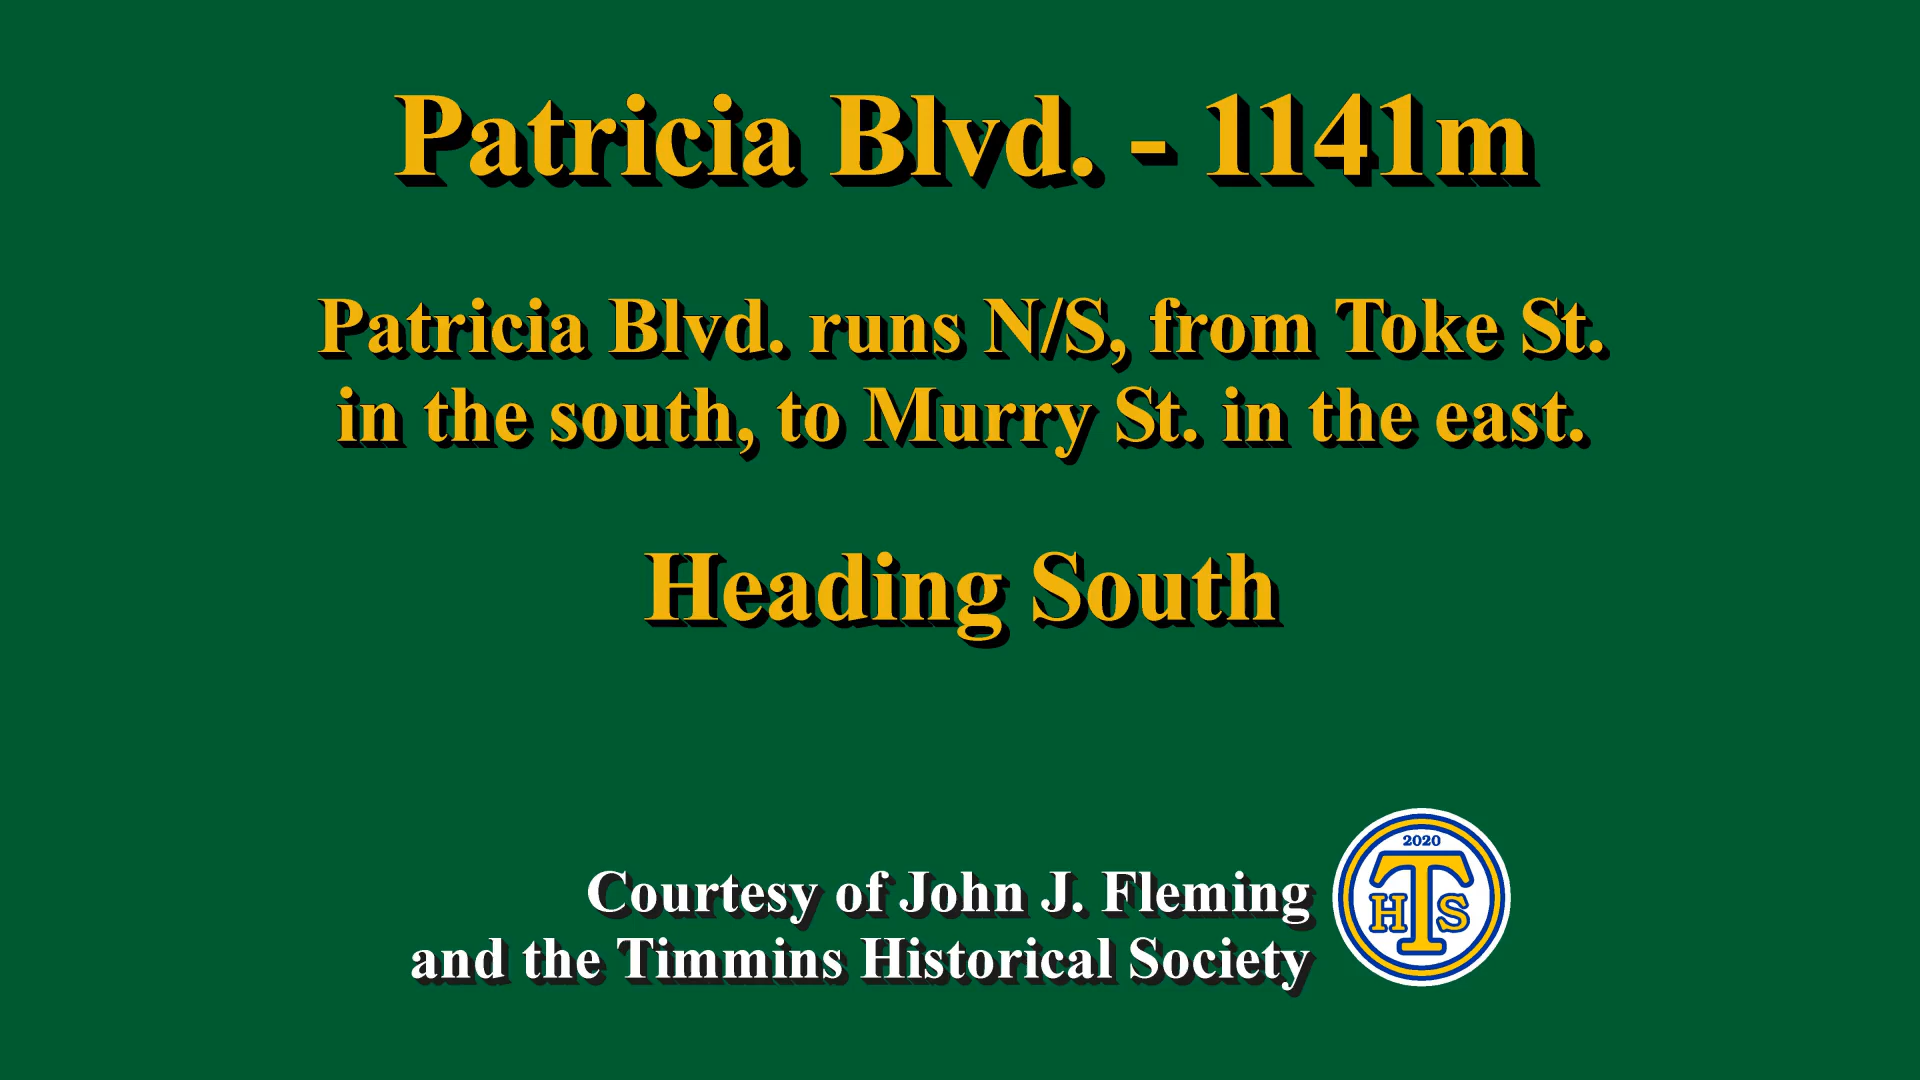 Patricia Blvd. - 1141m
Patricia Blvd. runs N/S, from Toke St.
in the south, to Murry St. in the east.
Heading South
Courtesy of John J. Fleming
and the Timmins Historical Society
2020
T
H S